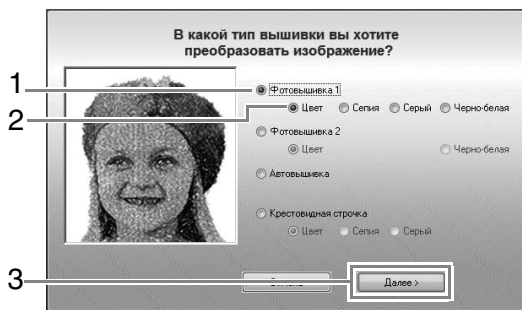 В какой тип вышивки вы хотите
преобразовать изображение?
1
Фотовышивка 1
2
Цвет Сепия Серый Черно-белая
Фотовышивка 2
Цвет Черно-белая
Автовышивка
Крестовидная строчка
Цвет Сепия Серый
3
Далее >